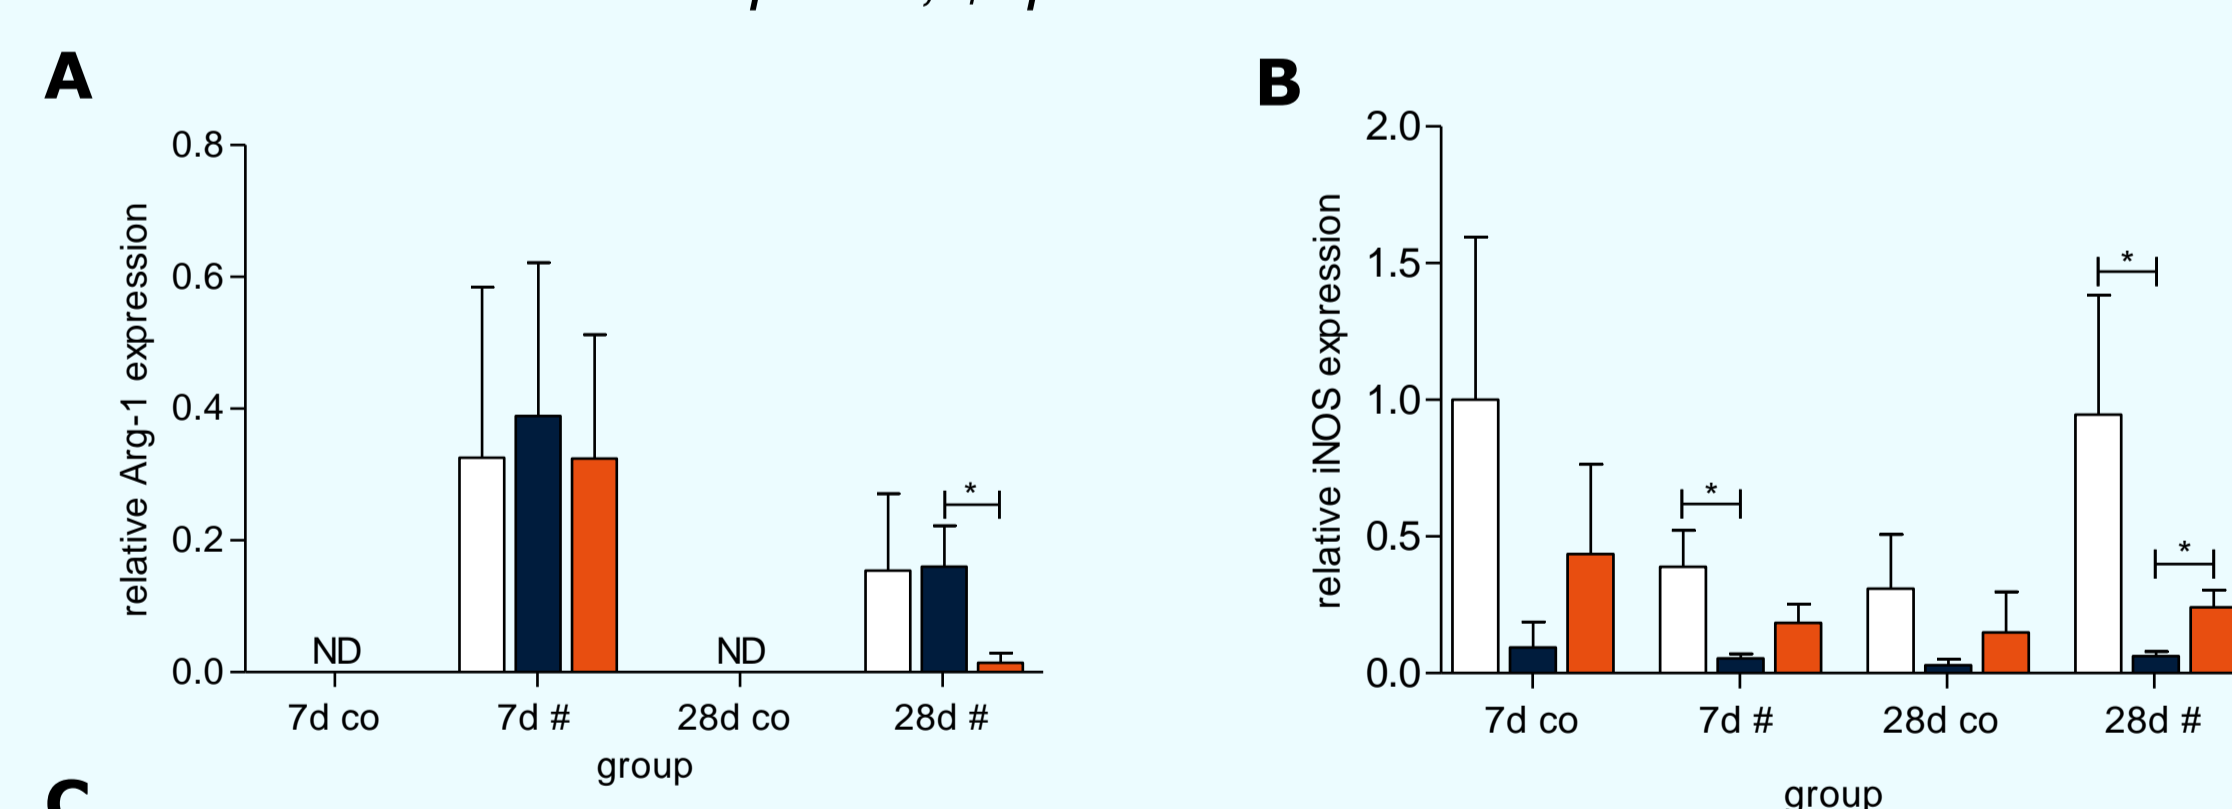 A
B
0.8
0.6
0.4
0.2
0.0
relative Arg-1 expression
ND
ND
*
7d co
7d #
28d co
28d #
group
2.0
1.5
1.0
0.5
0.0
relative iNOS expression
*
*
*
7d co
7d #
28d co
28d #
group
C